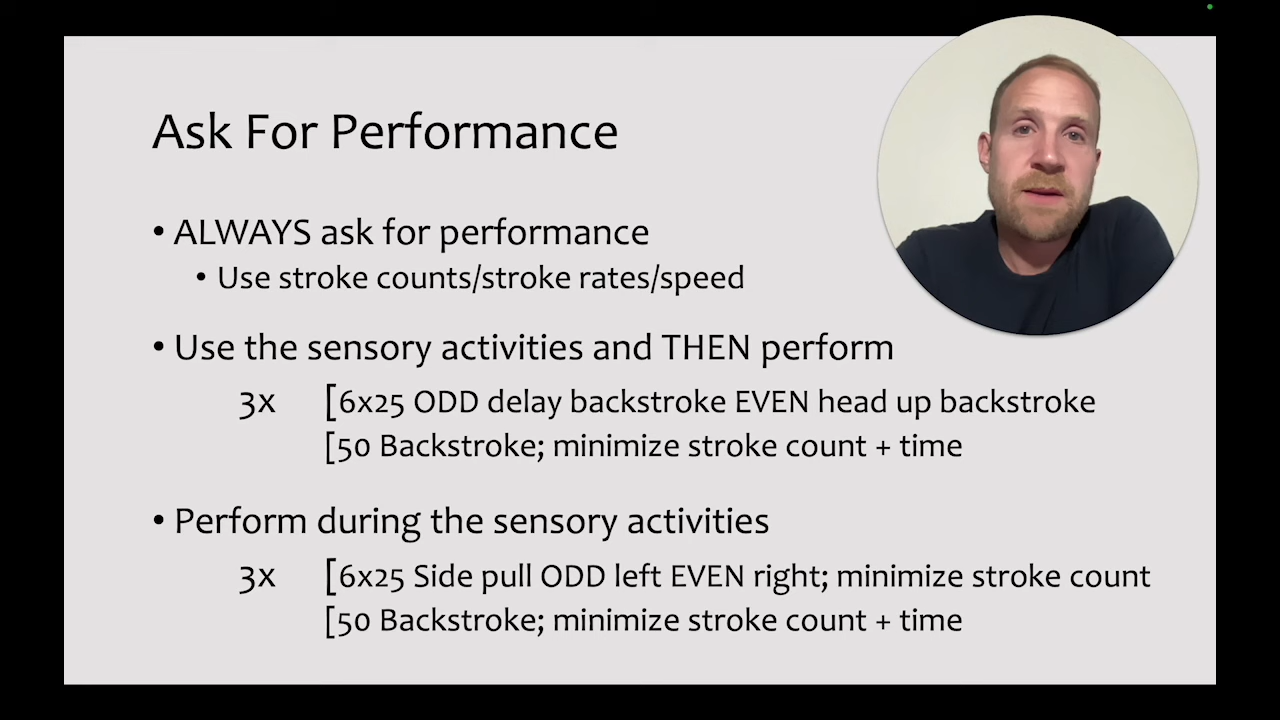 Ask For Performance
• ALWAYS ask for performance
• Use stroke counts/stroke rates/speed
• Use the sensory activities and THEN perform
3x [6x25 ODD delay backstroke EVEN head up backstroke
[50 Backstroke; minimize stroke count + time
• Perform during the sensory activities
3x [6x25 Side pull ODD left EVEN right; minimize stroke count
[50 Backstroke; minimize stroke count + time